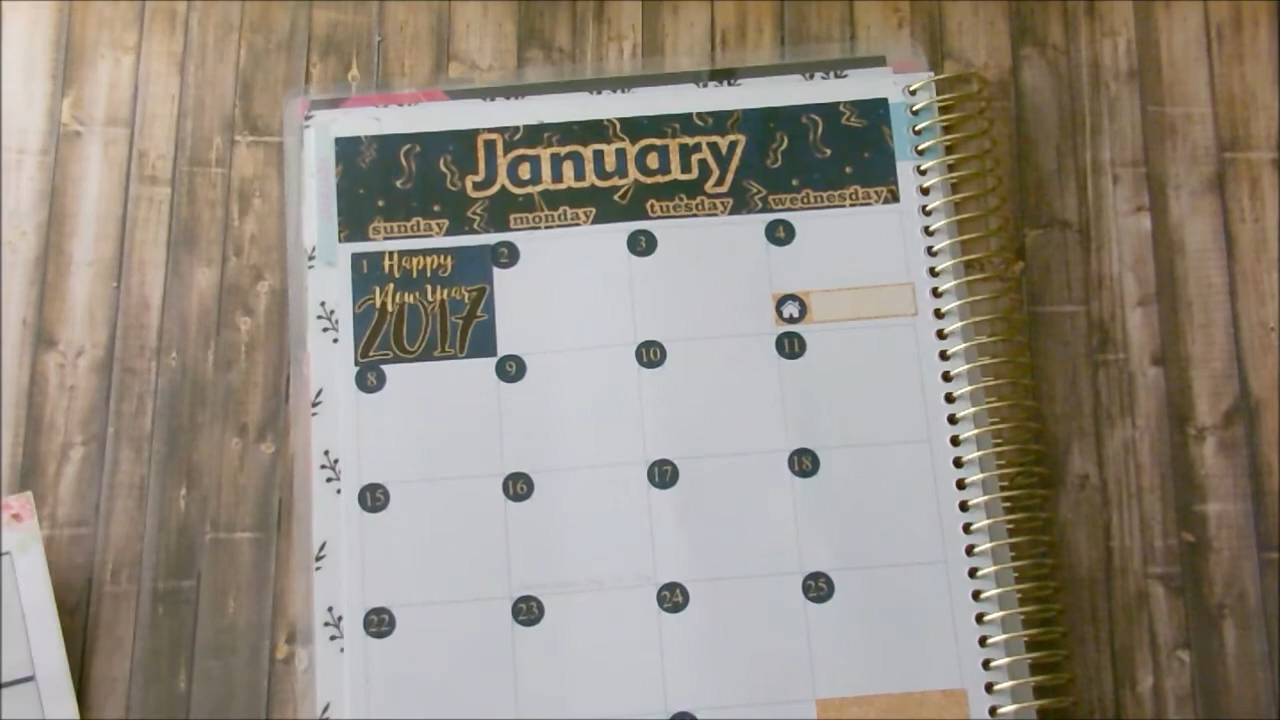 January
sunday monday tuesday wednesday
1 Happy
New Year
2017
2 3 4
8 9 10 11
15 16 17 18
22 23 24 25